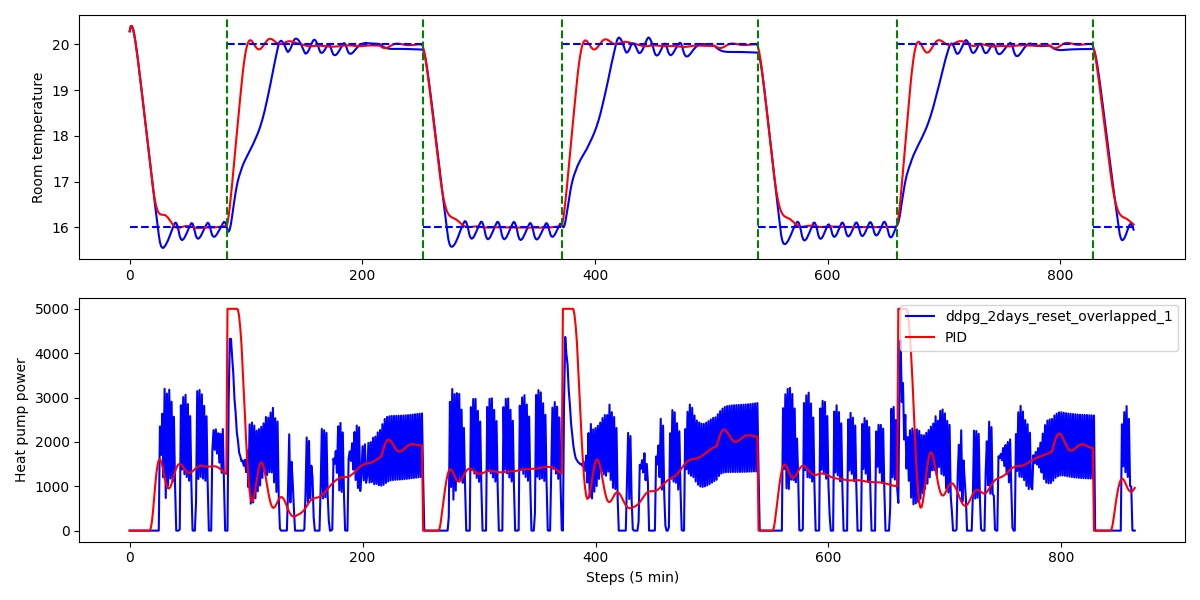 Room temperature
20
19
18
17
16
0 200 400 600 800
Heat pump power
5000
4000
3000
2000
1000
0
ddpg_2days_reset_overlapped_1
PID
0 200 400 600 800
Steps (5 min)